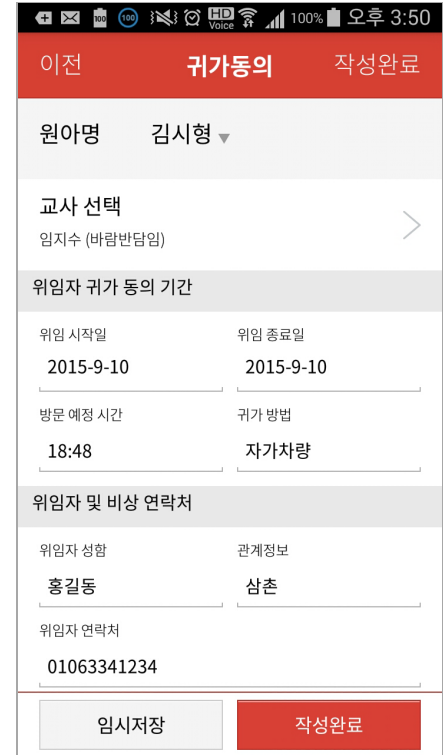 100 100 HD Voice 100% 오후 3:50
이전 귀가동의 작성완료
원아명 김시형
교사 선택
임지수 (바람반담임)
위임자 귀가 동의 기간
위임 시작일 위임 종료일
2015-9-10 2015-9-10
방문 예정 시간 귀가 방법
18:48 자가차량
위임자 및 비상 연락처
위임자 성함 관계정보
홍길동 삼촌
위임자 연락처
01063341234
임시저장 작성완료